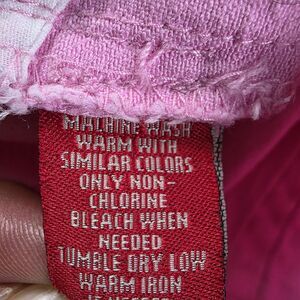 MACHINE WASH
WARM WITH
SIMILAR COLORS
ONLY NON-
CHLORINE
BLEACH WHEN
NEEDED
TUMBLE DRY LOW
WARM IRON